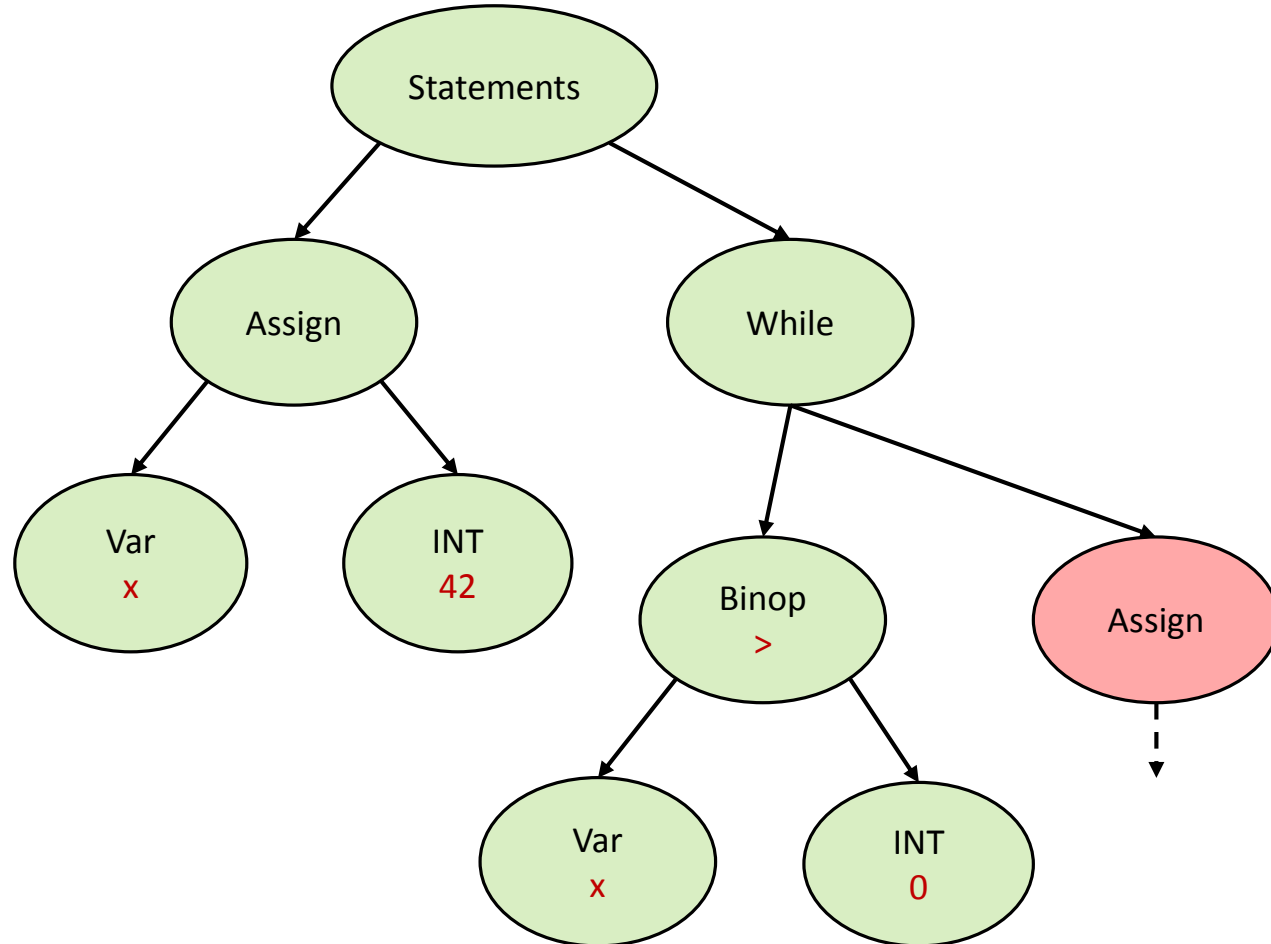 Statements
Assign
While
Var
x
INT
42
Binop
>
Assign
Var
x
INT
0